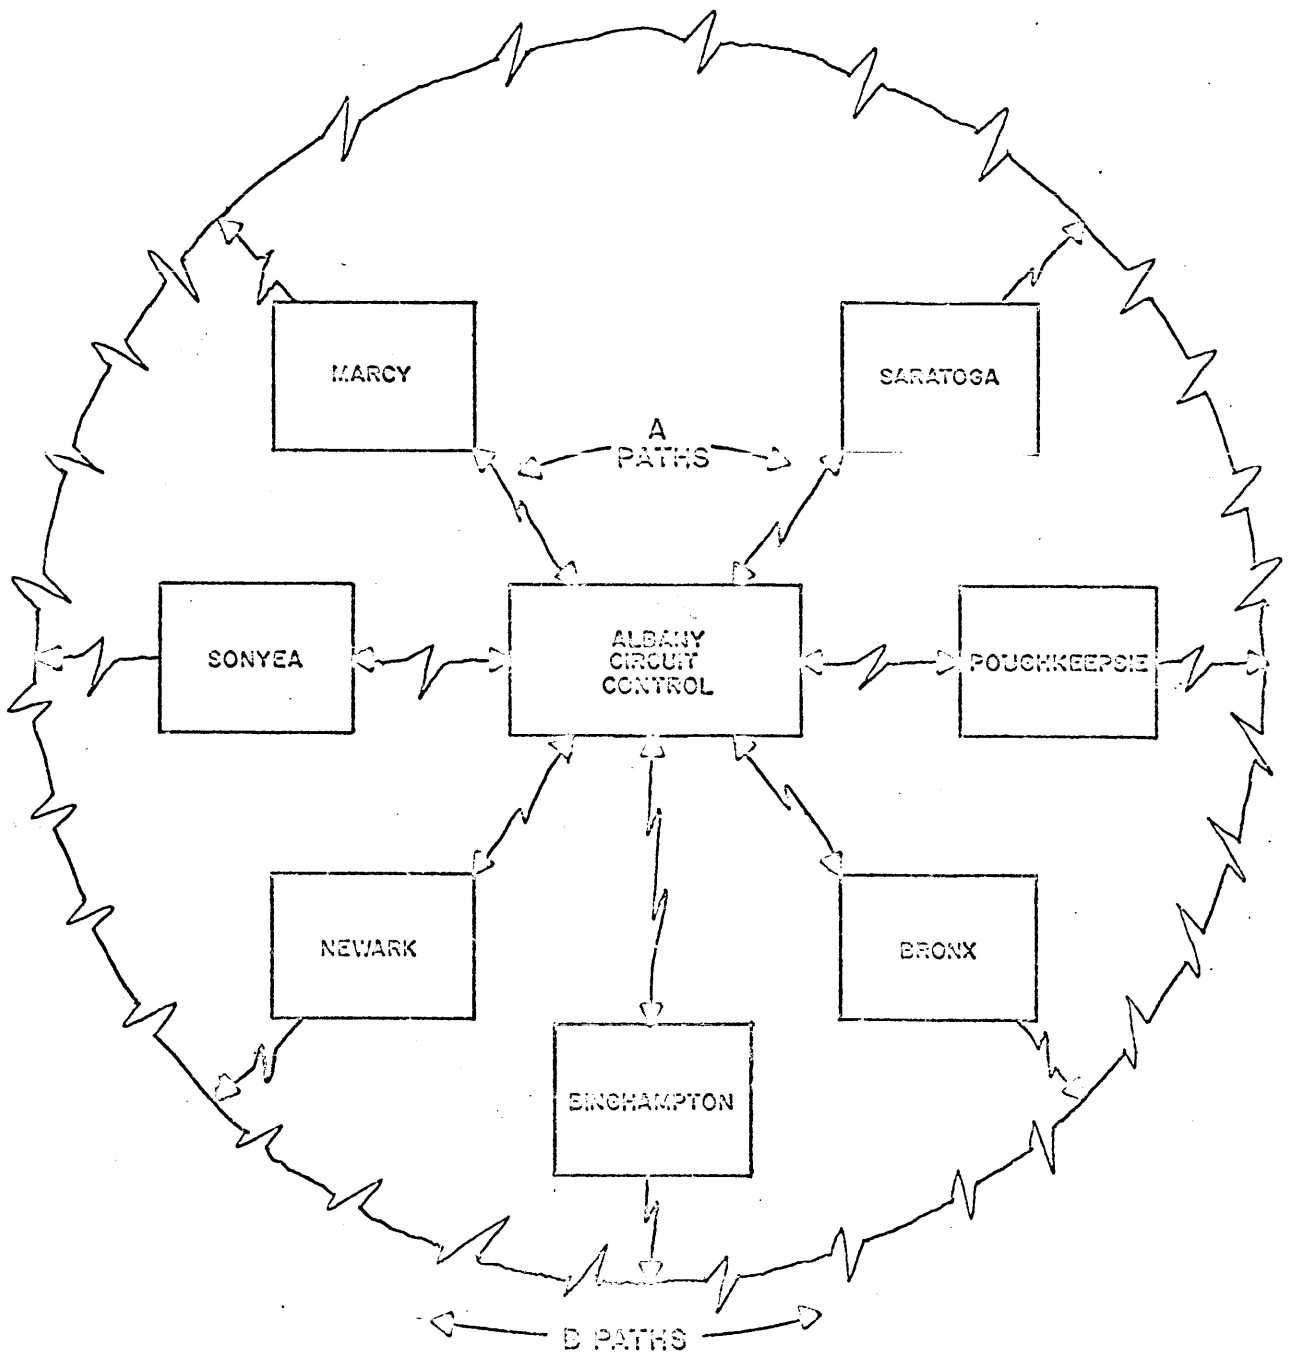 MARCY
SARATOGA
A
PATHS
SONYEA
ALBANY
CIRCUIT
CONTROL
POUGHKEEPSIE
NEWARK
BRONX
BINGHAMPTON
B PATHS